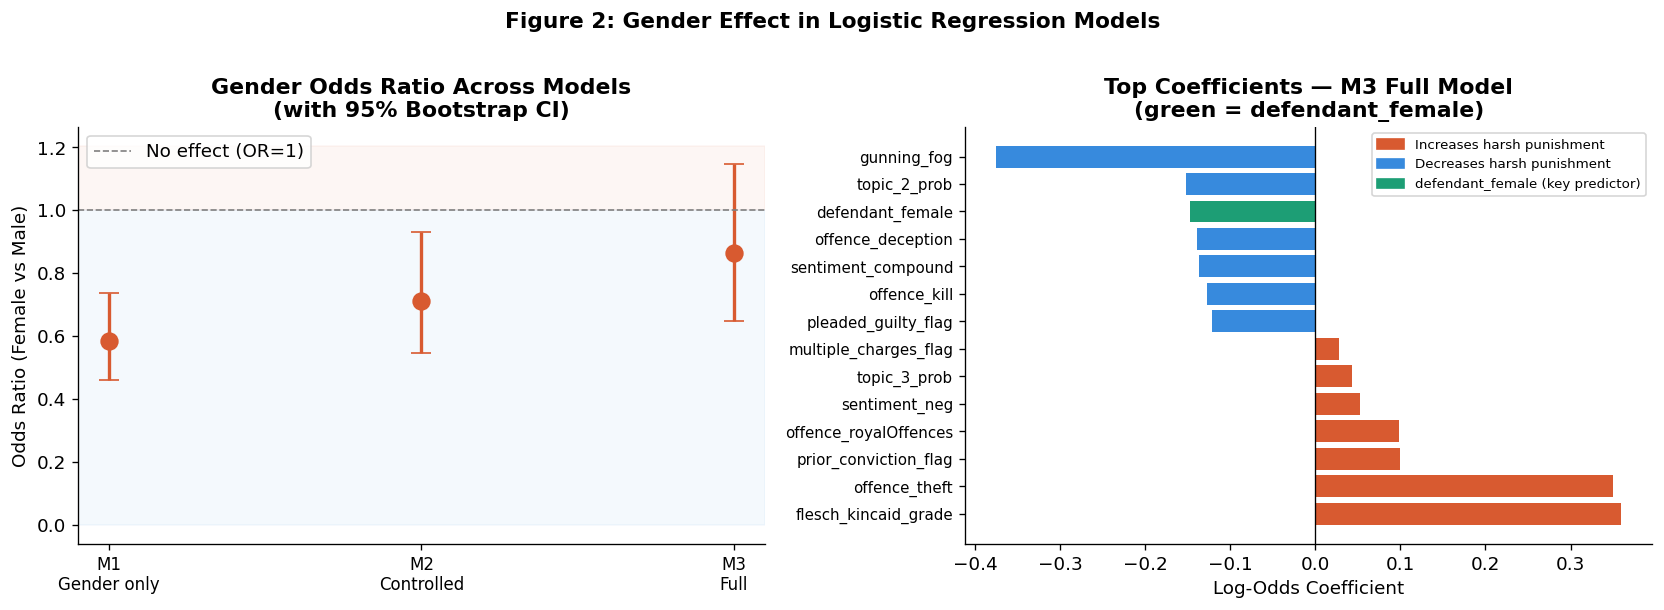 Figure 2: Gender Effect in Logistic Regression Models
Gender Odds Ratio Across Models
(with 95% Bootstrap CI)
No effect (OR=1)
Odds Ratio (Female vs Male)
1.2
1.0
0.8
0.6
0.4
0.2
0.0
M1
Gender only
M2
Controlled
M3
Full
Top Coefficients — M3 Full Model
(green = defendant_female)
Increases harsh punishment
Decreases harsh punishment
defendant_female (key predictor)
gunning_fog
topic_2_prob
defendant_female
offence_deception
sentiment_compound
offence_kill
pleaded_guilty_flag
multiple_charges_flag
topic_3_prob
sentiment_neg
offence_royalOffences
prior_conviction_flag
offence_theft
flesch_kincaid_grade
−0.4 −0.3 −0.2 −0.1 0.0 0.1 0.2 0.3
Log-Odds Coefficient